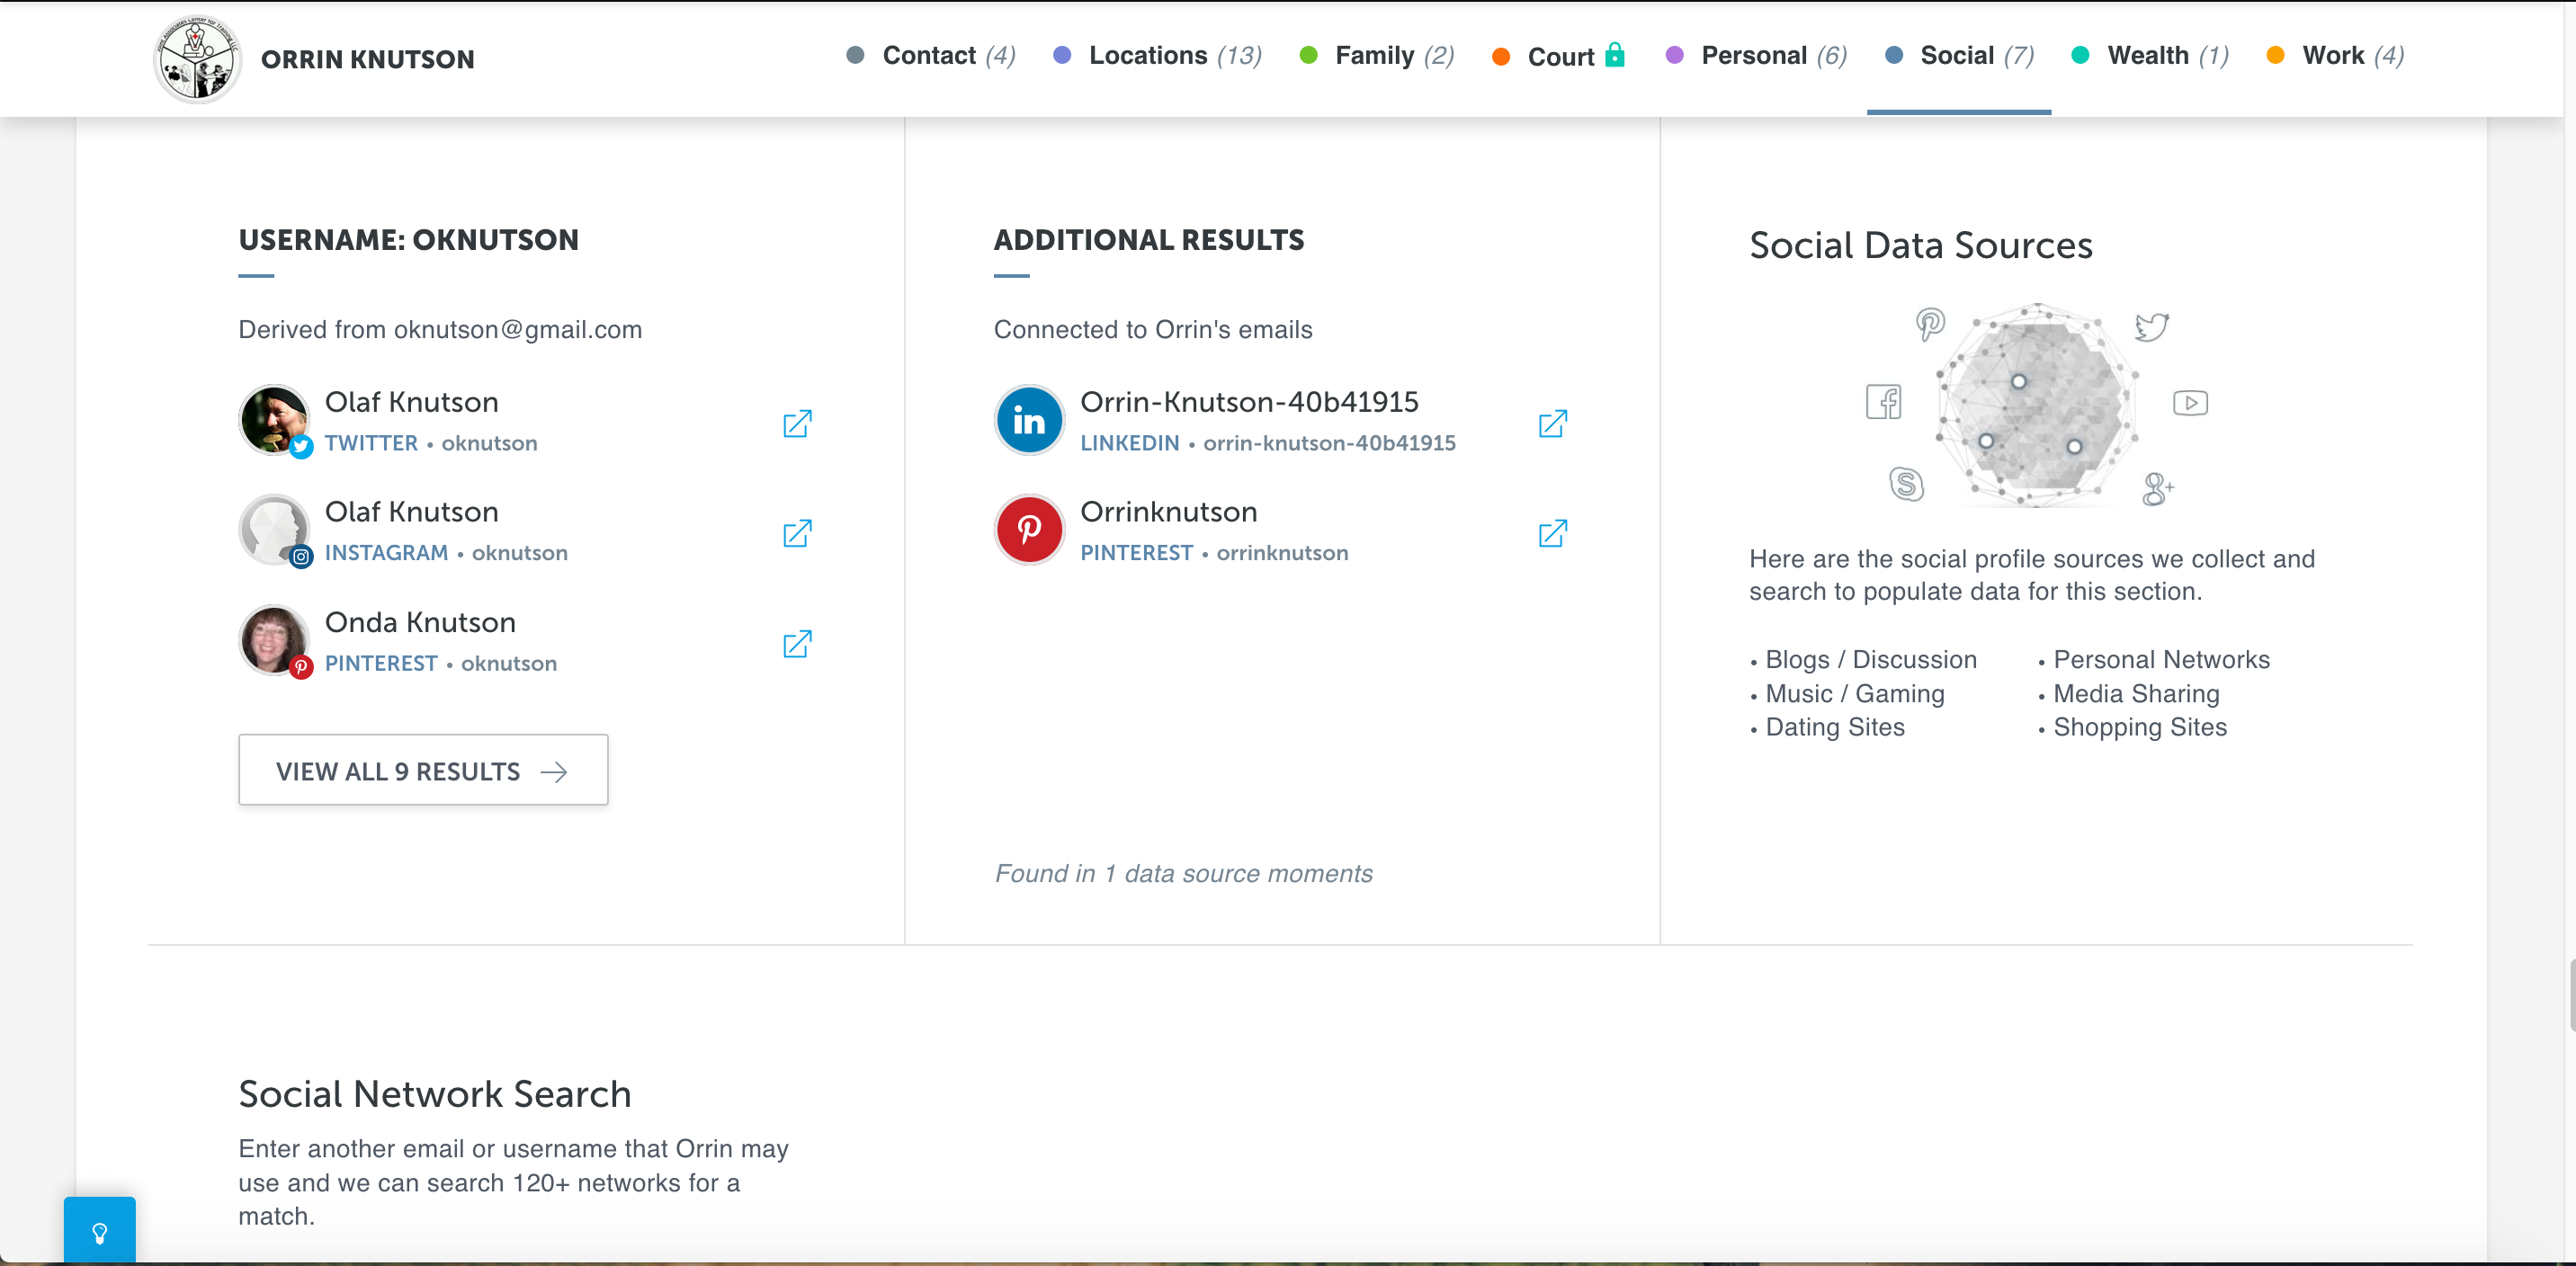 ORRIN KNUTSON
Contact (4)
Locations (13)
Family (2)
Court
Personal (6)
Social (7)
Wealth (1)
Work (4)
USERNAME: OKNUTSON
Derived from oknutson@gmail.com
Olaf Knutson
TWITTER • oknutson
Olaf Knutson
INSTAGRAM • oknutson
Onda Knutson
PINTEREST • oknutson
VIEW ALL 9 RESULTS
ADDITIONAL RESULTS
Connected to Orrin's emails
in
Orrin-Knutson-40b41915
LINKEDIN • orrin-knutson-40b41915
Orrinknutson
PINTEREST • orrinknutson
Found in 1 data source moments
Social Data Sources
Here are the social profile sources we collect and
search to populate data for this section.
• Blogs / Discussion
• Music / Gaming
• Dating Sites
• Personal Networks
• Media Sharing
• Shopping Sites
Social Network Search
Enter another email or username that Orrin may
use and we can search 120+ networks for a
match.